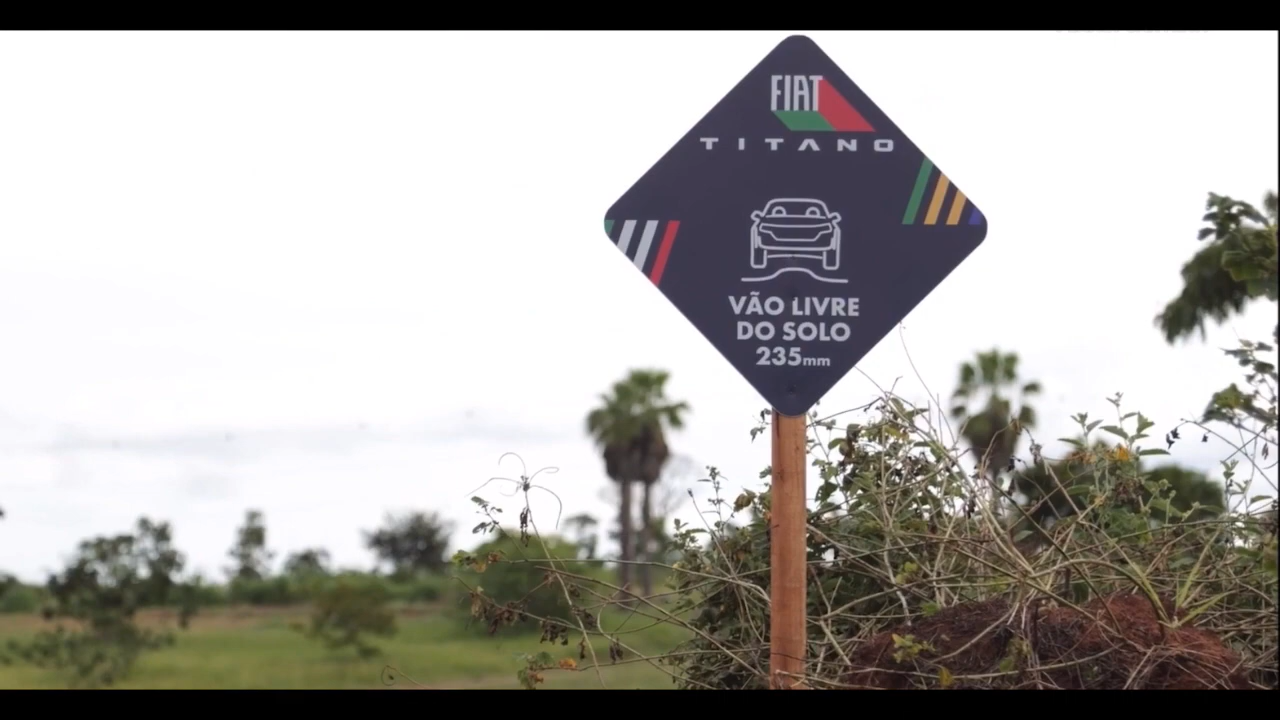 FIAT
TITANO
VÃO LIVRE
DO SOLO
235mm